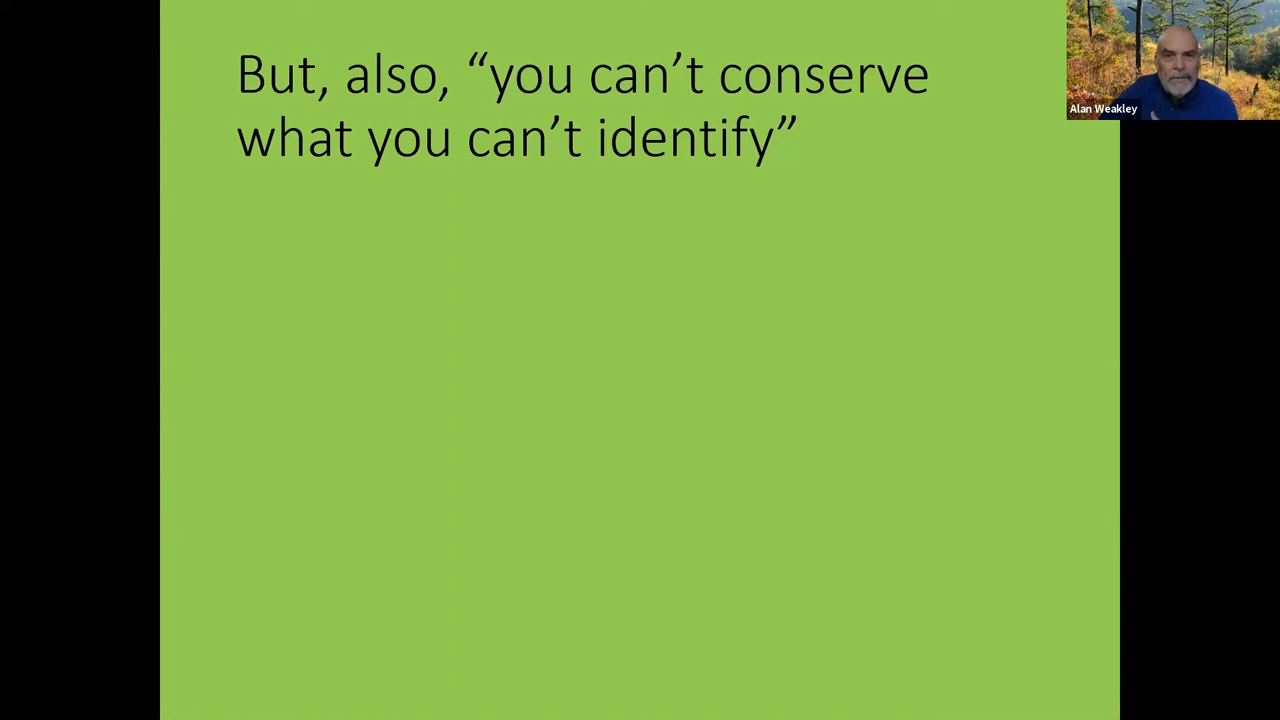 But, also, “you can’t conserve
what you can’t identify”
Alan Weakley